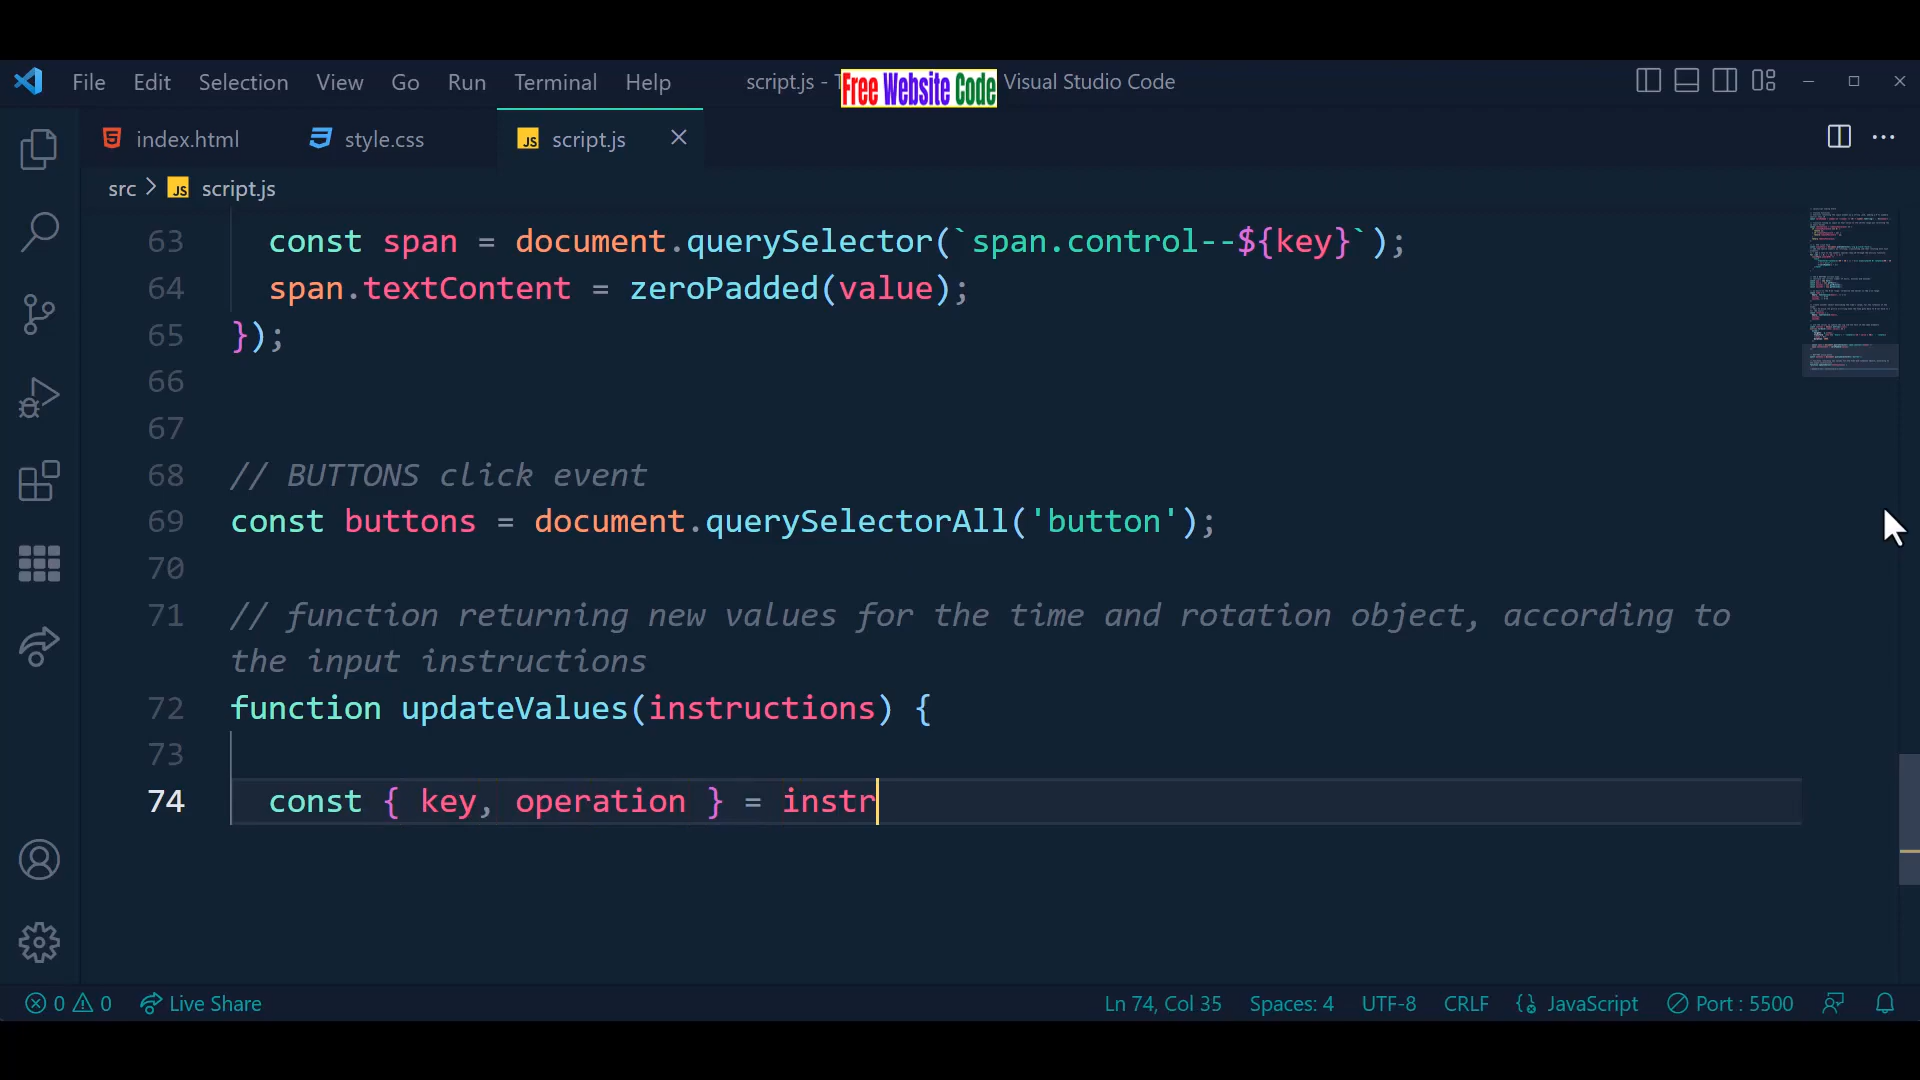 File Edit Selection View Go Run Terminal Help script.js - T Free Website Code Visual Studio Code
index.html style.css JS script.js
src > JS script.js
63 const span = document.querySelector(`span.control--${key}`);
64 span.textContent = zeroPadded(value);
65 });
66
67
68 // BUTTONS click event
69 const buttons = document.querySelectorAll('button');
70
71 // function returning new values for the time and rotation object, according to
the input instructions
72 function updateValues(instructions) {
73
74 const { key, operation } = instr
0 0 Live Share Ln 74, Col 35 Spaces: 4 UTF-8 CRLF JavaScript Port : 5500